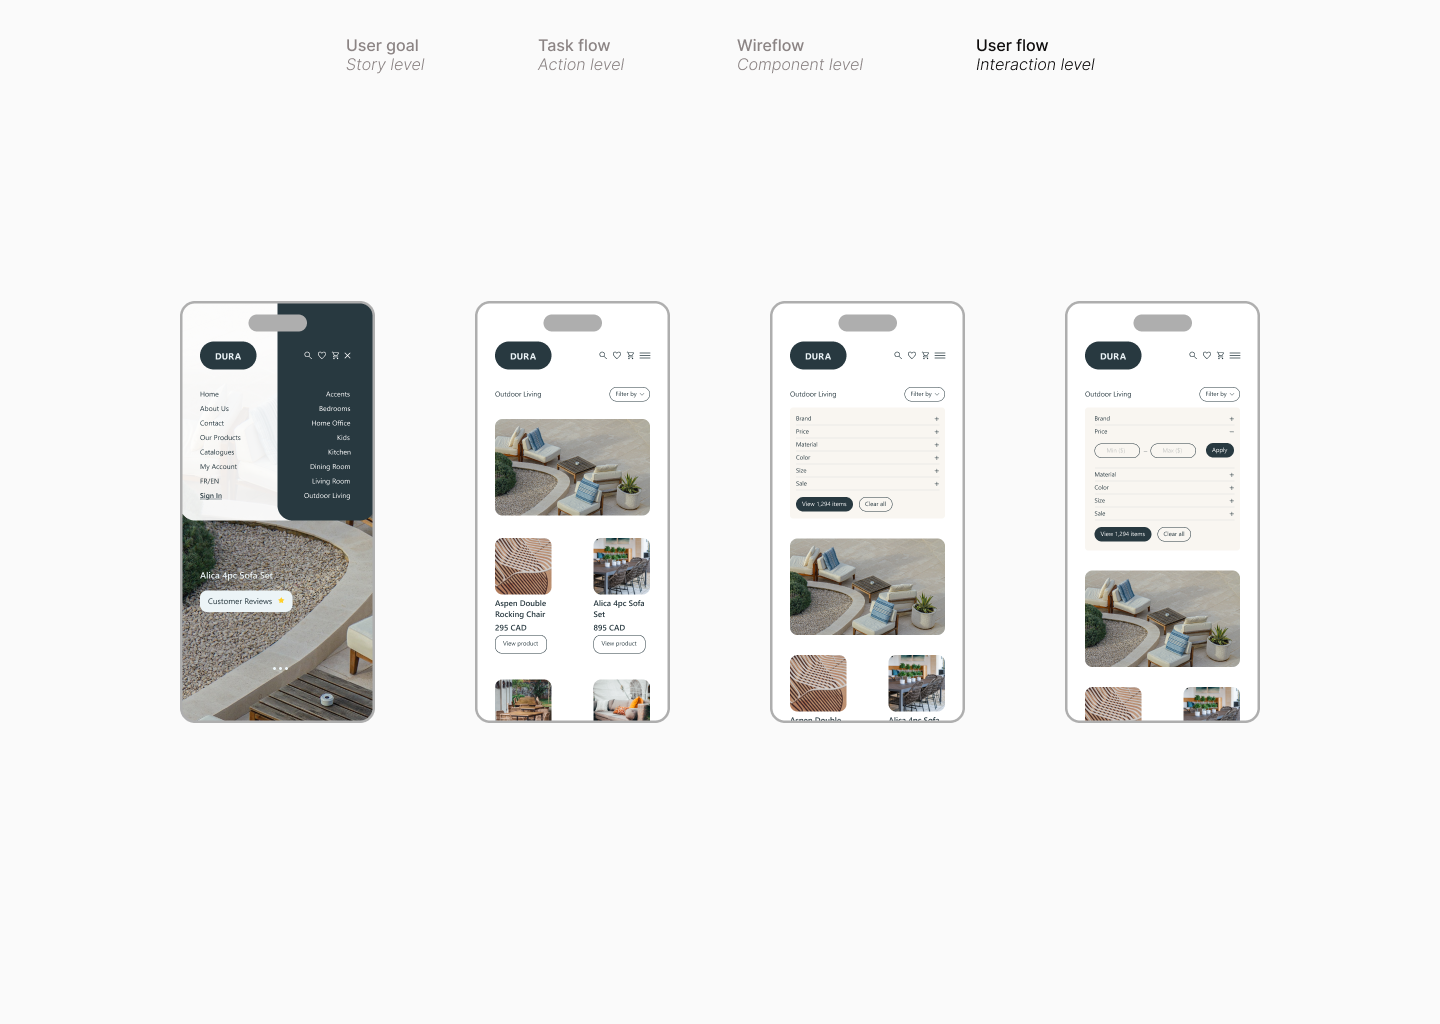 User goal
Story level
Task flow
Action level
Wireflow
Component level
User flow
Interaction level
DURA
Home
About Us
Contact
Our Products
Catalogues
My Account
FR/EN
Sign In
Accents
Bedrooms
Home Office
Kids
Kitchen
Dining Room
Living Room
Outdoor Living
Alica 4pc Sofa Set
Customer Reviews
DURA
Outdoor Living
Filter by
Aspen Double
Rocking Chair
295 CAD
View product
Alica 4pc Sofa
Set
895 CAD
View product
DURA
Outdoor Living
Filter by
Brand +
Price +
Material +
Color +
Size +
Sale +
View 1,294 items
Clear all
Aspen Double
Alica 4pc Sofa
DURA
Outdoor Living
Filter by
Brand +
Price –
Min ($) – Max ($) Apply
Material +
Color +
Size +
Sale +
View 1,294 items
Clear all